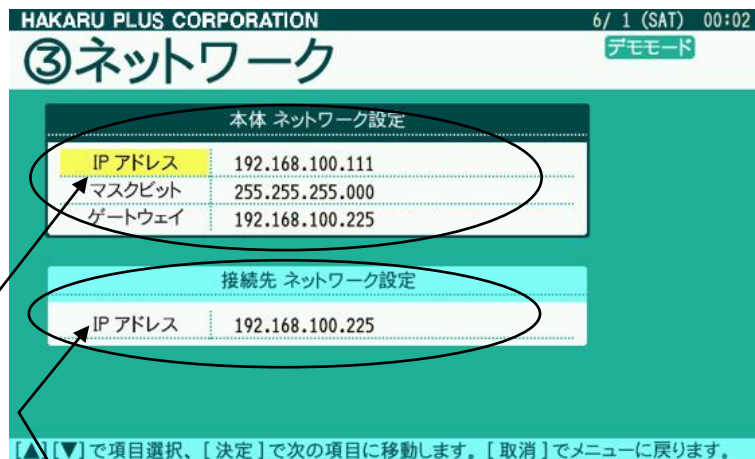 HAKARU PLUS CORPORATION 6/ 1 (SAT) 00:02
③ネットワーク デモモード
本体 ネットワーク設定
IP アドレス 192.168.100.111
マスクビット 255.255.255.000
ゲートウェイ 192.168.100.225
接続先 ネットワーク設定
IP アドレス 192.168.100.225
[▲][▼]で項目選択、[決定]で次の項目に移動します。[取消]でメニューに戻ります。